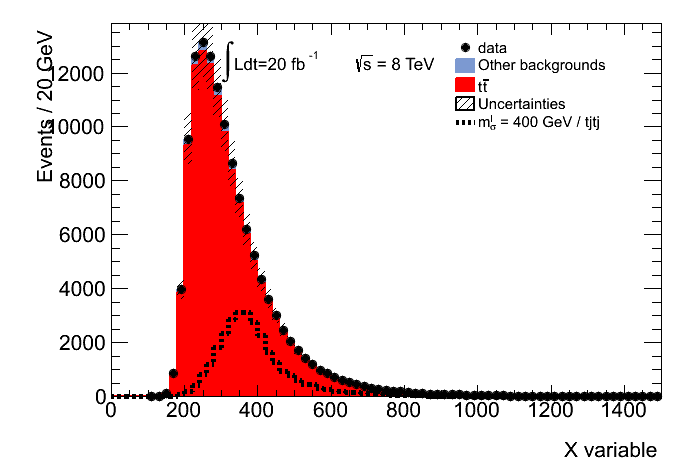 Events / 20 GeV
12000
10000
8000
6000
4000
2000
0
∫ Ldt=20 fb⁻¹
√s = 8 TeV
data
Other backgrounds
tt̅
Uncertainties
m^l_σ = 400 GeV / tjtj
0 200 400 600 800 1000 1200 1400
X variable